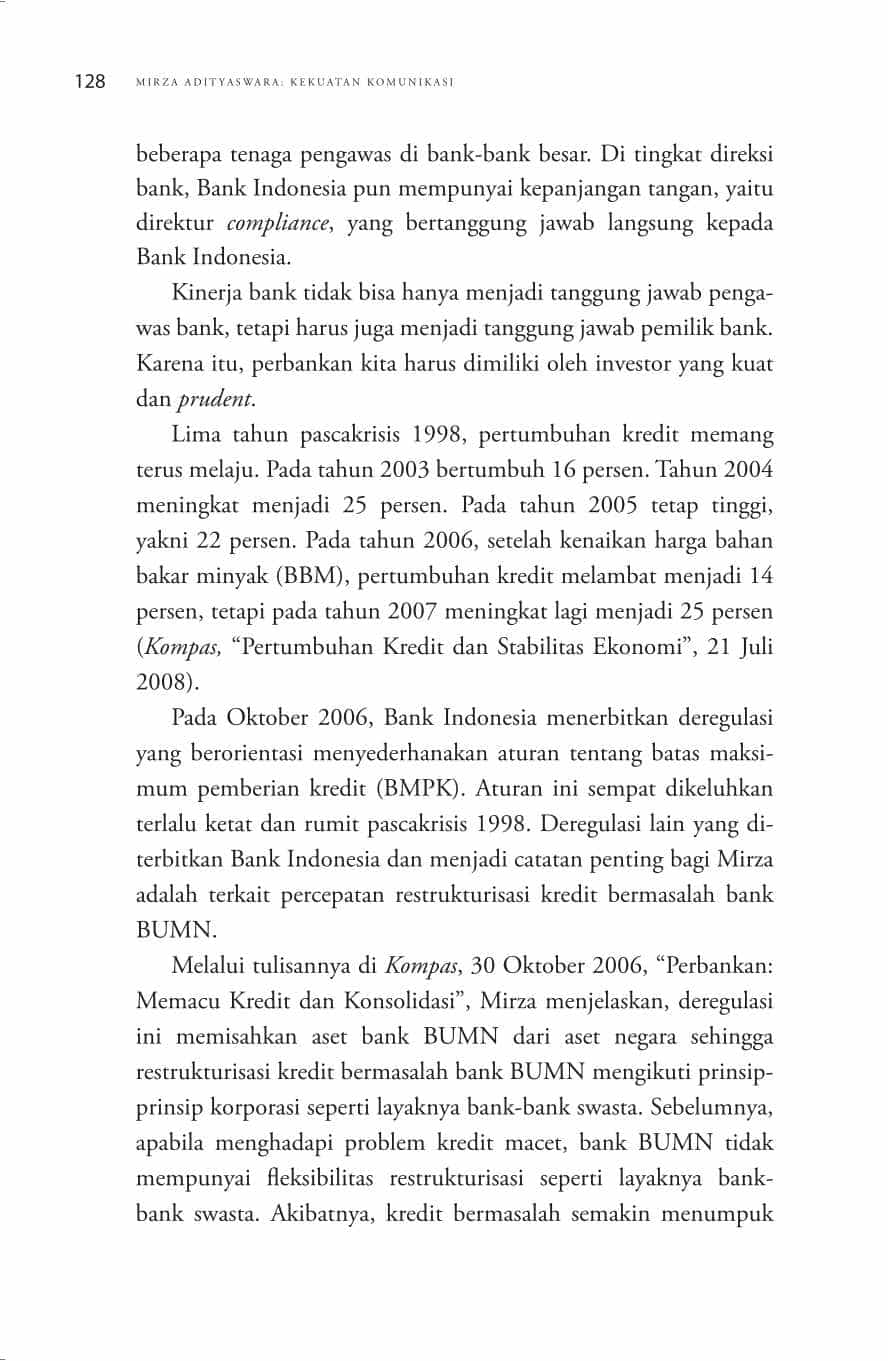 128 MIRZA ADITYASWARA: KEKUATAN KOMUNIKASI
beberapa tenaga pengawas di bank-bank besar. Di tingkat direksi
bank, Bank Indonesia pun mempunyai kepanjangan tangan, yaitu
direktur compliance, yang bertanggung jawab langsung kepada
Bank Indonesia.
Kinerja bank tidak bisa hanya menjadi tanggung jawab penga-
was bank, tetapi harus juga menjadi tanggung jawab pemilik bank.
Karena itu, perbankan kita harus dimiliki oleh investor yang kuat
dan prudent.
Lima tahun pascakrisis 1998, pertumbuhan kredit memang
terus melaju. Pada tahun 2003 bertumbuh 16 persen. Tahun 2004
meningkat menjadi 25 persen. Pada tahun 2005 tetap tinggi,
yakni 22 persen. Pada tahun 2006, setelah kenaikan harga bahan
bakar minyak (BBM), pertumbuhan kredit melambat menjadi 14
persen, tetapi pada tahun 2007 meningkat lagi menjadi 25 persen
(Kompas, “Pertumbuhan Kredit dan Stabilitas Ekonomi”, 21 Juli
2008).
Pada Oktober 2006, Bank Indonesia menerbitkan deregulasi
yang berorientasi menyederhanakan aturan tentang batas maksi-
mum pemberian kredit (BMPK). Aturan ini sempat dikeluhkan
terlalu ketat dan rumit pascakrisis 1998. Deregulasi lain yang di-
terbitkan Bank Indonesia dan menjadi catatan penting bagi Mirza
adalah terkait percepatan restrukturisasi kredit bermasalah bank
BUMN.
Melalui tulisannya di Kompas, 30 Oktober 2006, “Perbankan:
Memacu Kredit dan Konsolidasi”, Mirza menjelaskan, deregulasi
ini memisahkan aset bank BUMN dari aset negara sehingga
restrukturisasi kredit bermasalah bank BUMN mengikuti prinsip-
prinsip korporasi seperti layaknya bank-bank swasta. Sebelumnya,
apabila menghadapi problem kredit macet, bank BUMN tidak
mempunyai fleksibilitas restrukturisasi seperti layaknya bank-
bank swasta. Akibatnya, kredit bermasalah semakin menumpuk